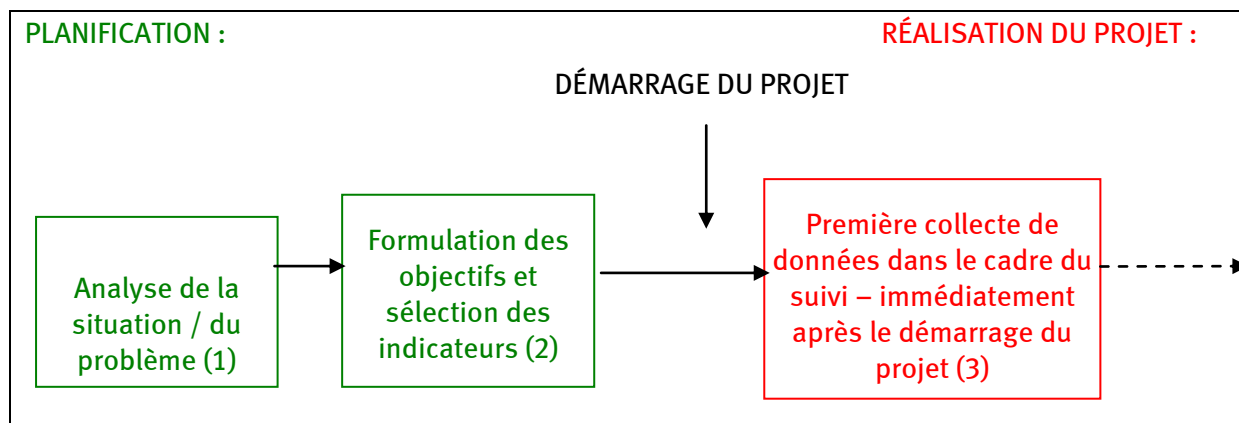 PLANIFICATION :
RÉALISATION DU PROJET :
DÉMARRAGE DU PROJET
Analyse de la
situation / du
problème (1)
Formulation des
objectifs et
sélection des
indicateurs (2)
Première collecte de
données dans le cadre du
suivi – immédiatement
après le démarrage du
projet (3)